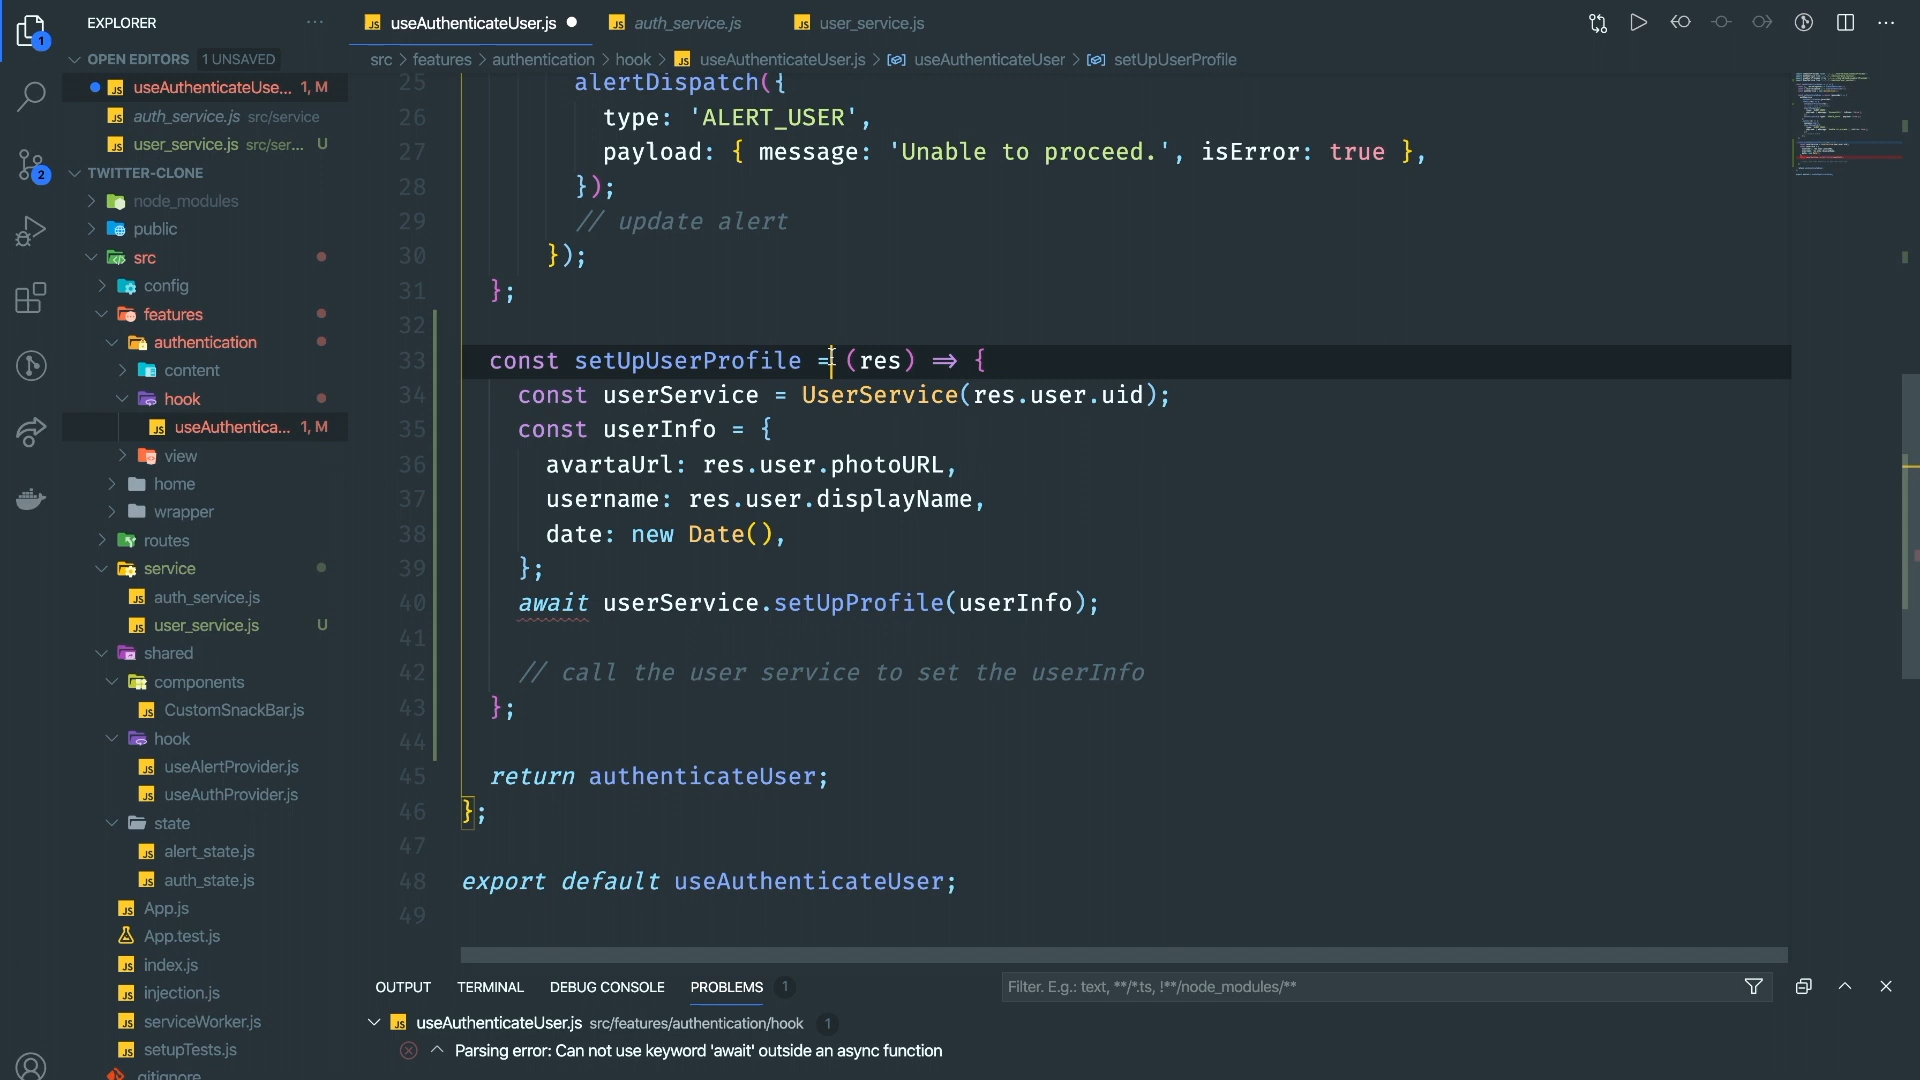 EXPLORER
OPEN EDITORS 1 UNSAVED
useAuthenticateUse... 1, M
auth_service.js src/service
user_service.js src/ser... U
TWITTER-CLONE
node_modules
public
src
config
features
authentication
content
hook
useAuthentica... 1, M
view
home
wrapper
routes
service
auth_service.js
user_service.js U
shared
components
CustomSnackBar.js
hook
useAlertProvider.js
useAuthProvider.js
state
alert_state.js
auth_state.js
App.js
App.test.js
index.js
injection.js
serviceWorker.js
setupTests.js
.gitignore
1
2
useAuthenticateUser.js
auth_service.js
user_service.js
src > features > authentication > hook > useAuthenticateUser.js > useAuthenticateUser > setUpUserProfile
25 alertDispatch({
26 type: 'ALERT_USER',
27 payload: { message: 'Unable to proceed.', isError: true },
28 });
29 // update alert
30 });
31 };
32
33 const setUpUserProfile = (res) => {
34 const userService = UserService(res.user.uid);
35 const userInfo = {
36 avartaUrl: res.user.photoURL,
37 username: res.user.displayName,
38 date: new Date(),
39 };
40 await userService.setUpProfile(userInfo);
41
42 // call the user service to set the userInfo
43 };
44
45 return authenticateUser;
46 };
47
48 export default useAuthenticateUser;
49
OUTPUT TERMINAL DEBUG CONSOLE PROBLEMS 1
Filter. E.g.: text, **/*.ts, !**/node_modules/**
useAuthenticateUser.js src/features/authentication/hook 1
Parsing error: Can not use keyword 'await' outside an async function